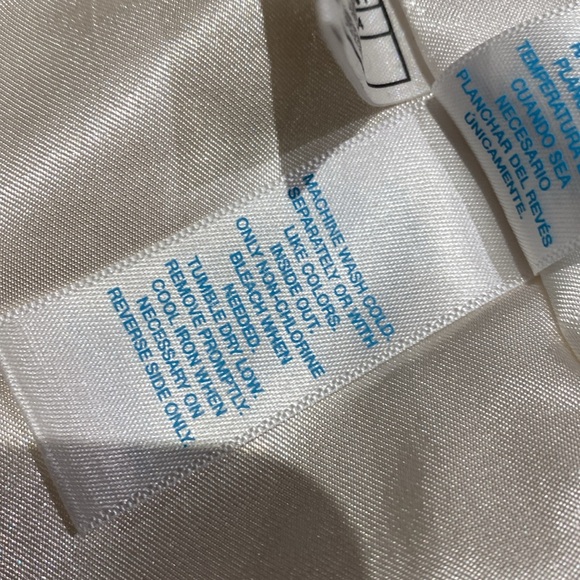 MACHINE WASH COLD.
SEPARATELY OR WITH
LIKE COLORS.
INSIDE OUT.
ONLY NON-CHLORINE
BLEACH WHEN
NEEDED.
TUMBLE DRY LOW.
REMOVE PROMPTLY.
COOL IRON WHEN
NECESSARY ON
REVERSE SIDE ONLY.
TEMPERATURA
CUANDO SEA
NECESARIO
PLANCHAR DEL REVÉS
ÚNICAMENTE.